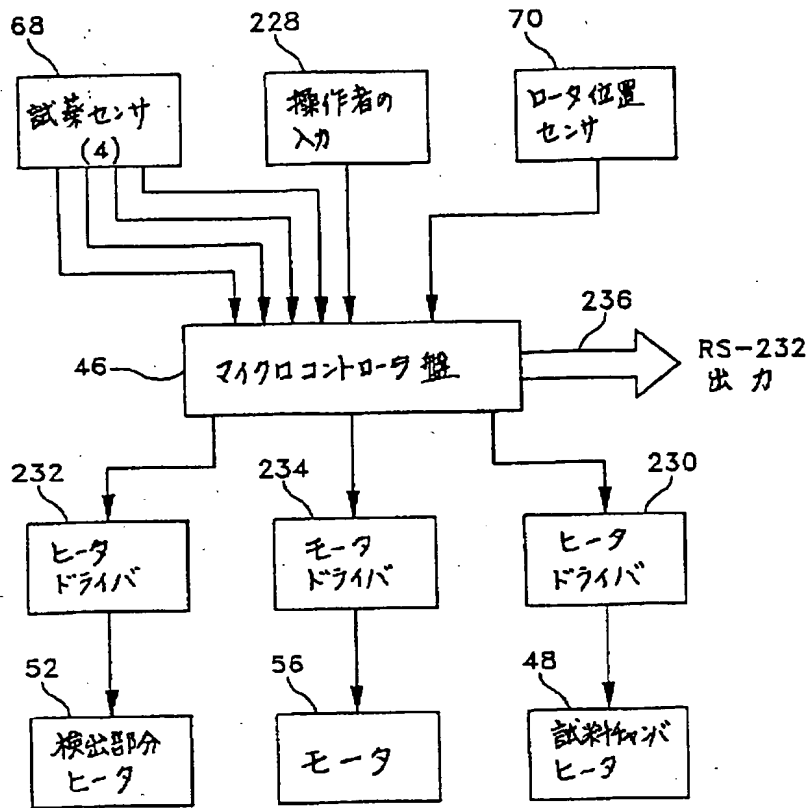 68
228
70
試薬センサ
(4)
操作者の
入力
ロータ位置
センサ
236
46
マイクロコントローラ盤
RS-232
出力
232
234
230
ヒータ
ドライバ
モータ
ドライバ
ヒータ
ドライバ
52
56
48
検出部分
ヒータ
モータ
試料チャンバ
ヒータ